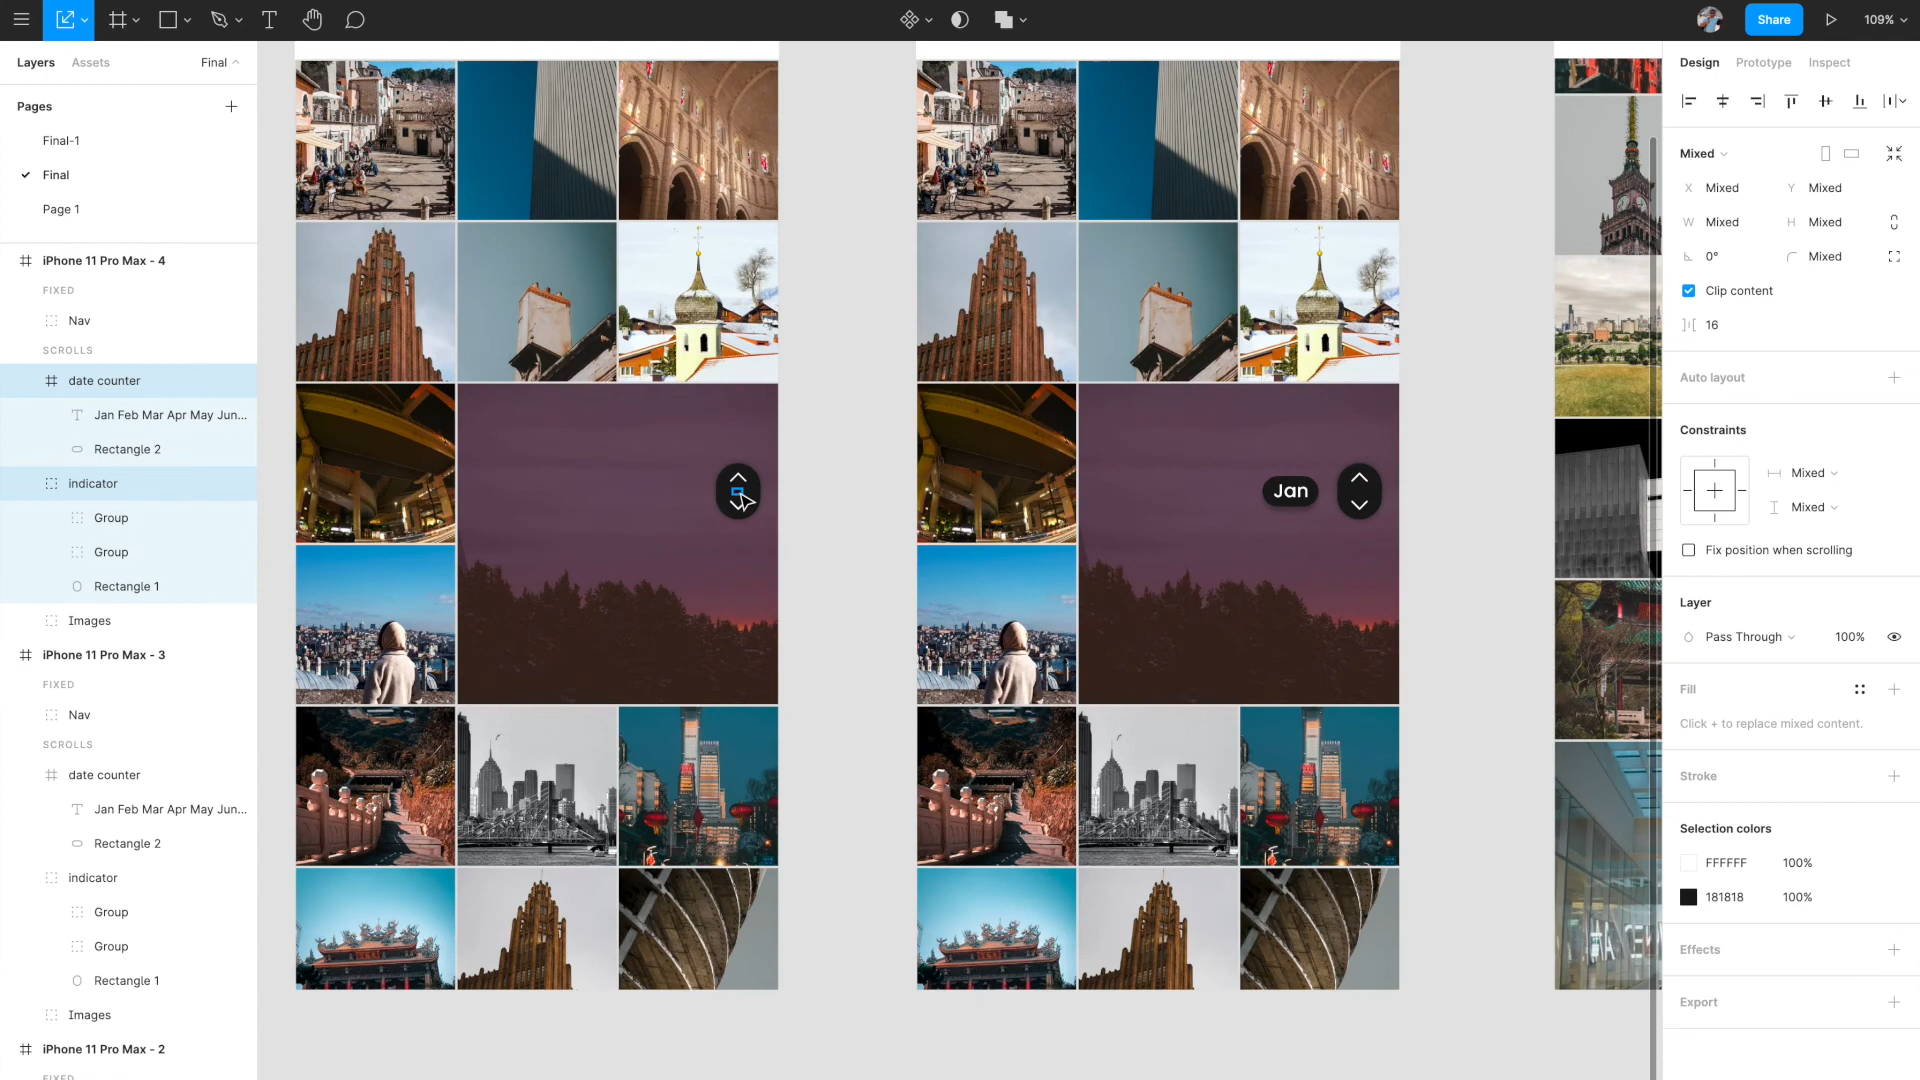 Share
109%
Layers
Assets
Final
Pages
Final-1
Final
Page 1
iPhone 11 Pro Max - 4
FIXED
Nav
SCROLLS
date counter
Jan Feb Mar Apr May Jun...
Rectangle 2
indicator
Group
Group
Rectangle 1
Images
iPhone 11 Pro Max - 3
FIXED
Nav
SCROLLS
date counter
Jan Feb Mar Apr May Jun...
Rectangle 2
indicator
Group
Group
Rectangle 1
Images
iPhone 11 Pro Max - 2
FIXED
Jan
Design
Prototype
Inspect
Mixed
X Mixed
Y Mixed
W Mixed
H Mixed
0°
Mixed
Clip content
16
Auto layout
Constraints
Mixed
Mixed
Fix position when scrolling
Layer
Pass Through
100%
Fill
Click + to replace mixed content.
Stroke
Selection colors
FFFFFF 100%
181818 100%
Effects
Export